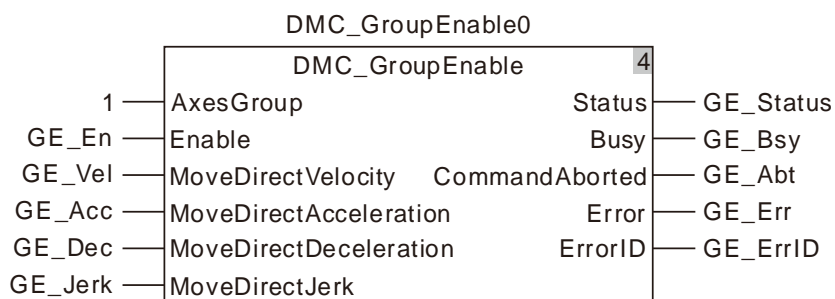 DMC_GroupEnable0
DMC_GroupEnable 4
1 AxesGroup Status GE_Status
GE_En Enable Busy GE_Bsy
GE_Vel MoveDirectVelocity CommandAborted GE_Abt
GE_Acc MoveDirectAcceleration Error GE_Err
GE_Dec MoveDirectDeceleration ErrorID GE_ErrID
GE_Jerk MoveDirectJerk